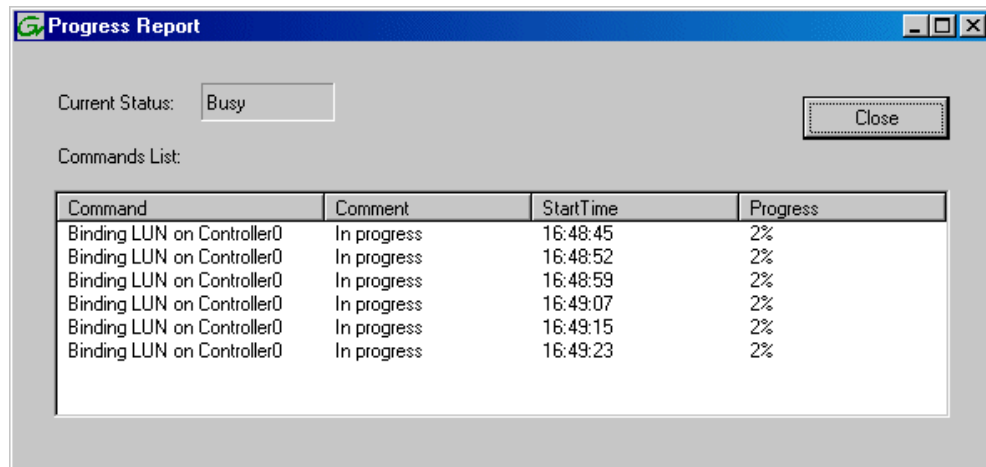 Progress Report
Current Status: Busy
Close
Commands List:
Command Comment StartTime Progress
Binding LUN on Controller0 In progress 16:48:45 2%
Binding LUN on Controller0 In progress 16:48:52 2%
Binding LUN on Controller0 In progress 16:48:59 2%
Binding LUN on Controller0 In progress 16:49:07 2%
Binding LUN on Controller0 In progress 16:49:15 2%
Binding LUN on Controller0 In progress 16:49:23 2%